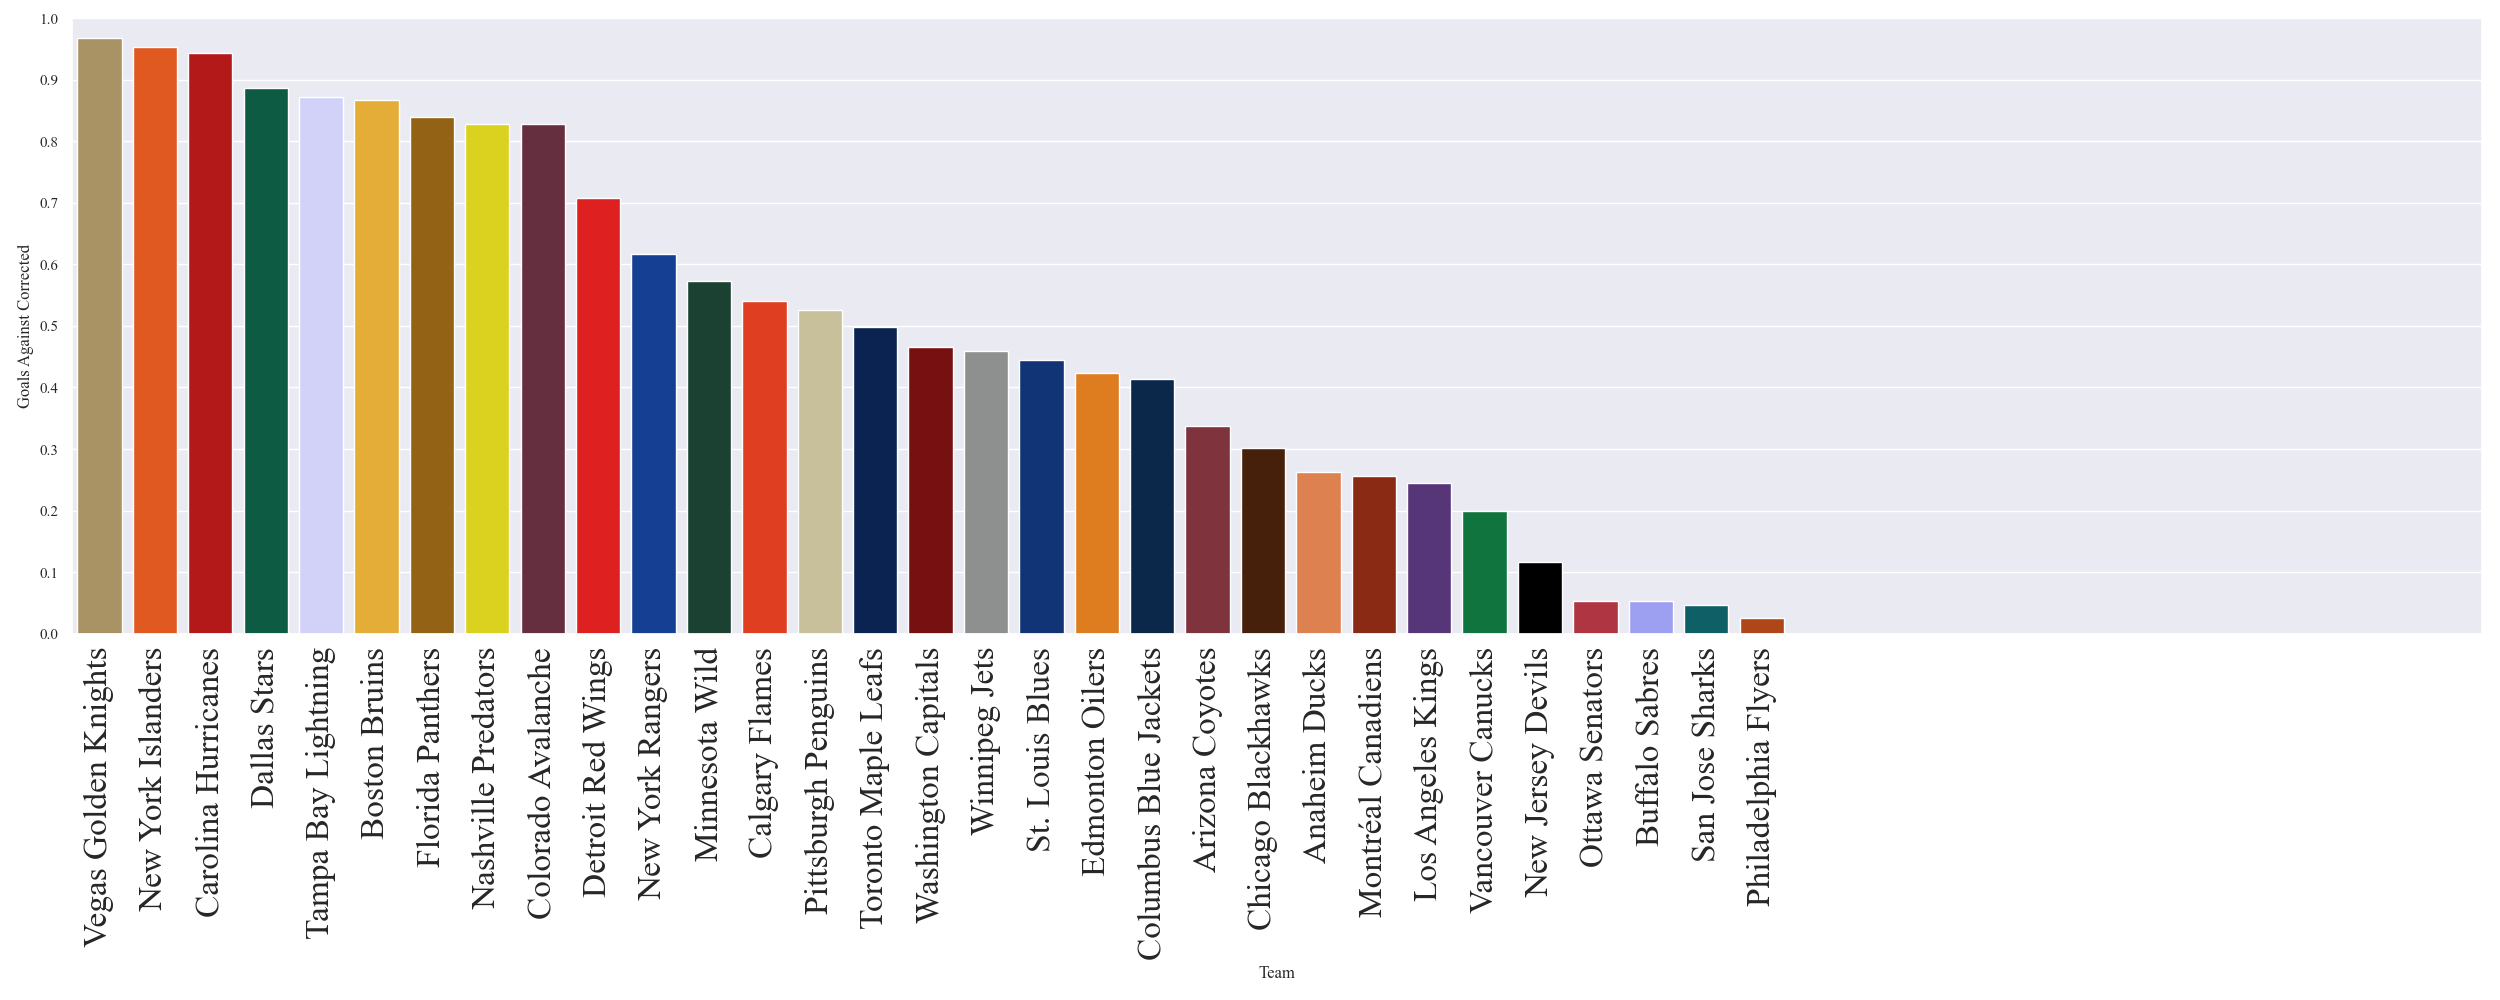 1.0
0.9
0.8
0.7
0.6
0.5
0.4
0.3
0.2
0.1
0.0
Goals Against Corrected
Vegas Golden Knights
New York Islanders
Carolina Hurricanes
Dallas Stars
Tampa Bay Lightning
Boston Bruins
Florida Panthers
Nashville Predators
Colorado Avalanche
Detroit Red Wings
New York Rangers
Minnesota Wild
Calgary Flames
Pittsburgh Penguins
Toronto Maple Leafs
Washington Capitals
Winnipeg Jets
St. Louis Blues
Edmonton Oilers
Columbus Blue Jackets
Arizona Coyotes
Chicago Blackhawks
Anaheim Ducks
Montréal Canadiens
Los Angeles Kings
Vancouver Canucks
New Jersey Devils
Ottawa Senators
Buffalo Sabres
San Jose Sharks
Philadelphia Flyers
Team